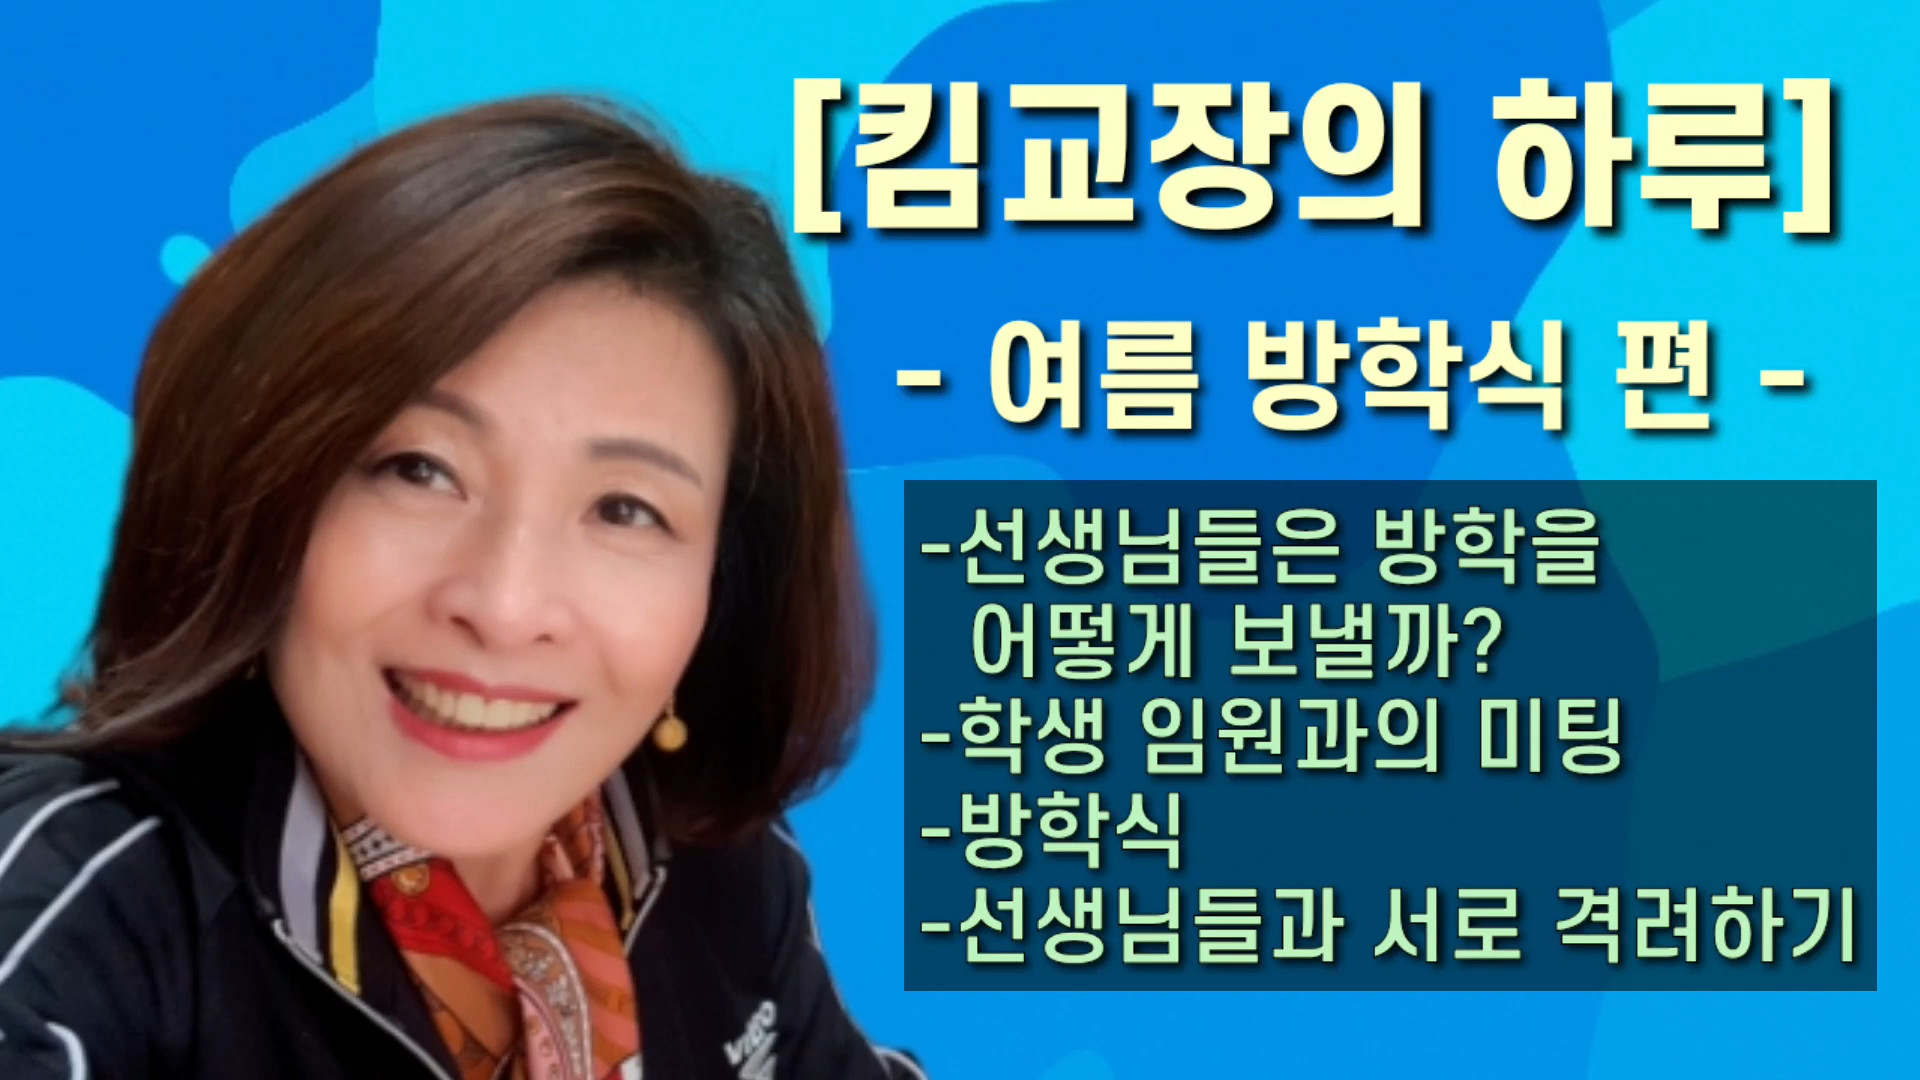 [킴교장의 하루]
- 여름 방학식 편 -
-선생님들은 방학을
어떻게 보낼까?
-학생 임원과의 미팅
-방학식
-선생님들과 서로 격려하기